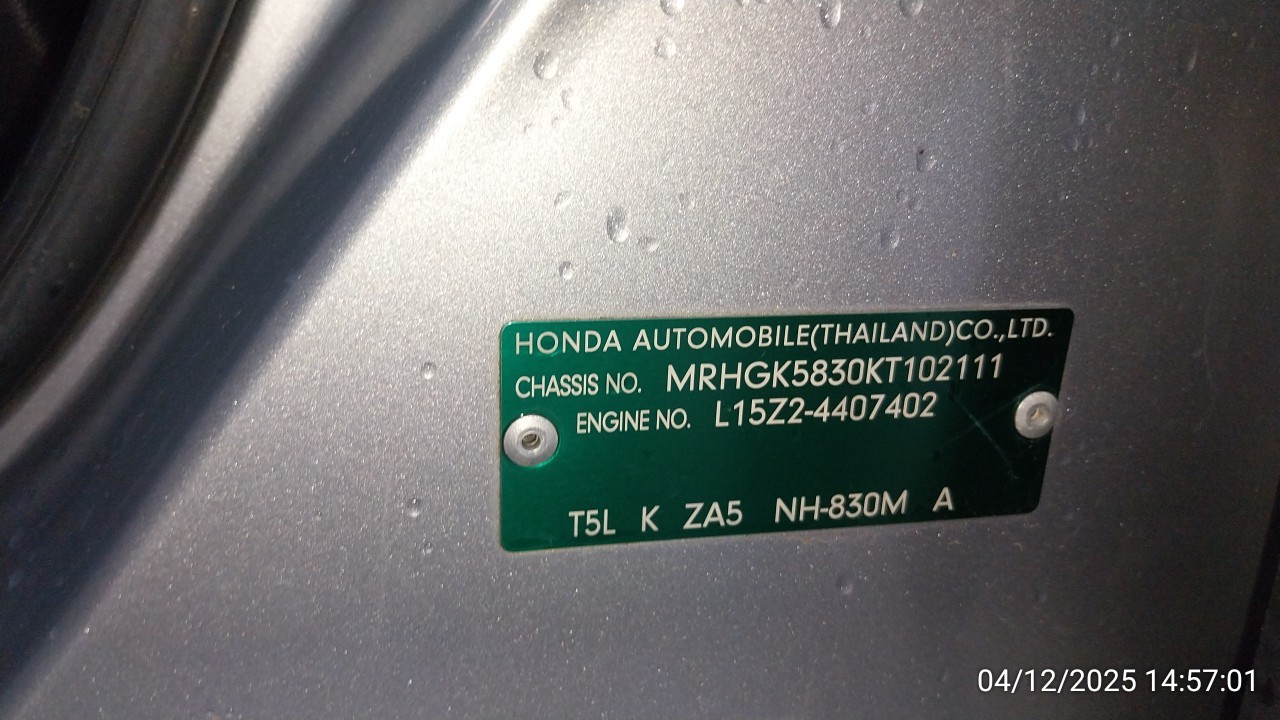 HONDA AUTOMOBILE(THAILAND)CO.,LTD.
CHASSIS NO. MRHGK5830KT102111
ENGINE NO. L15Z2-4407402
T5L K ZA5 NH-830M A
04/12/2025 14:57:01